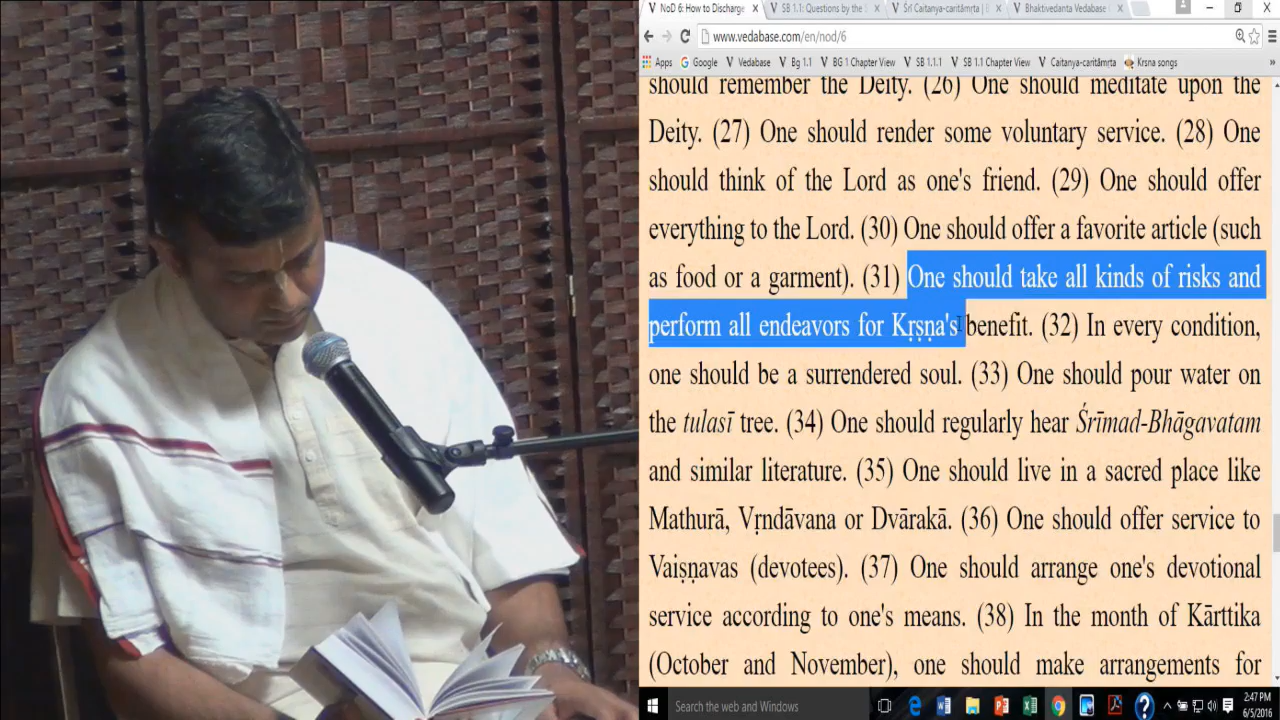 NoD 6: How to Discharge
SB 1.1: Questions by the
Śrī Caitanya-caritāmṛta |
Bhaktivedanta Vedabase
www.vedabase.com/en/nod/6
Apps Google Vedabase Bg 1.1 BG 1 Chapter View SB 1.1.1 SB 1.1 Chapter View Caitanya-caritāmṛta Krsna songs »
should remember the Deity. (26) One should meditate upon the
Deity. (27) One should render some voluntary service. (28) One
should think of the Lord as one's friend. (29) One should offer
everything to the Lord. (30) One should offer a favorite article (such
as food or a garment). (31) One should take all kinds of risks and
perform all endeavors for Kṛṣṇa's benefit. (32) In every condition,
one should be a surrendered soul. (33) One should pour water on
the tulasī tree. (34) One should regularly hear Śrīmad-Bhāgavatam
and similar literature. (35) One should live in a sacred place like
Mathurā, Vṛndāvana or Dvārakā. (36) One should offer service to
Vaiṣṇavas (devotees). (37) One should arrange one's devotional
service according to one's means. (38) In the month of Kārttika
(October and November), one should make arrangements for
Search the web and Windows
2:47 PM
6/5/2016